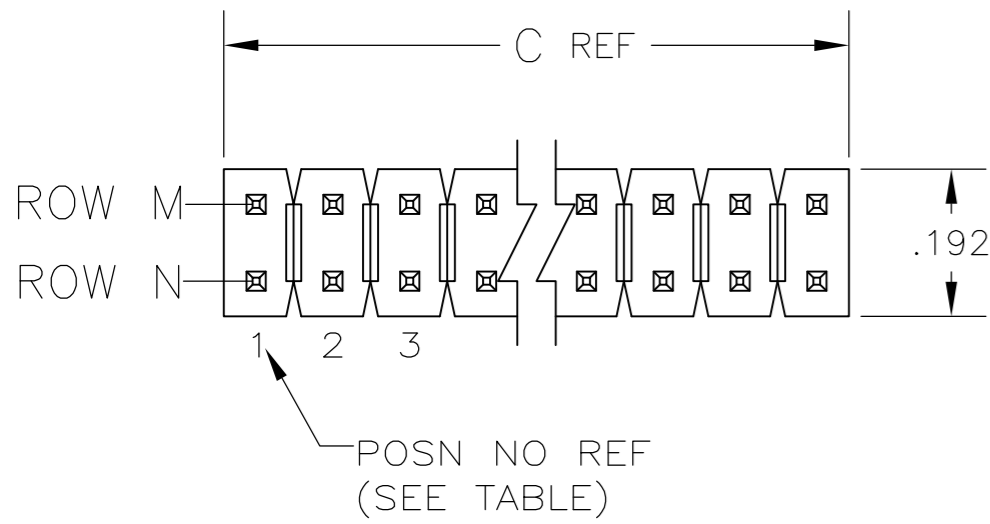 C REF
ROW M
.192
ROW N
1 2 3
POSN NO REF
(SEE TABLE)